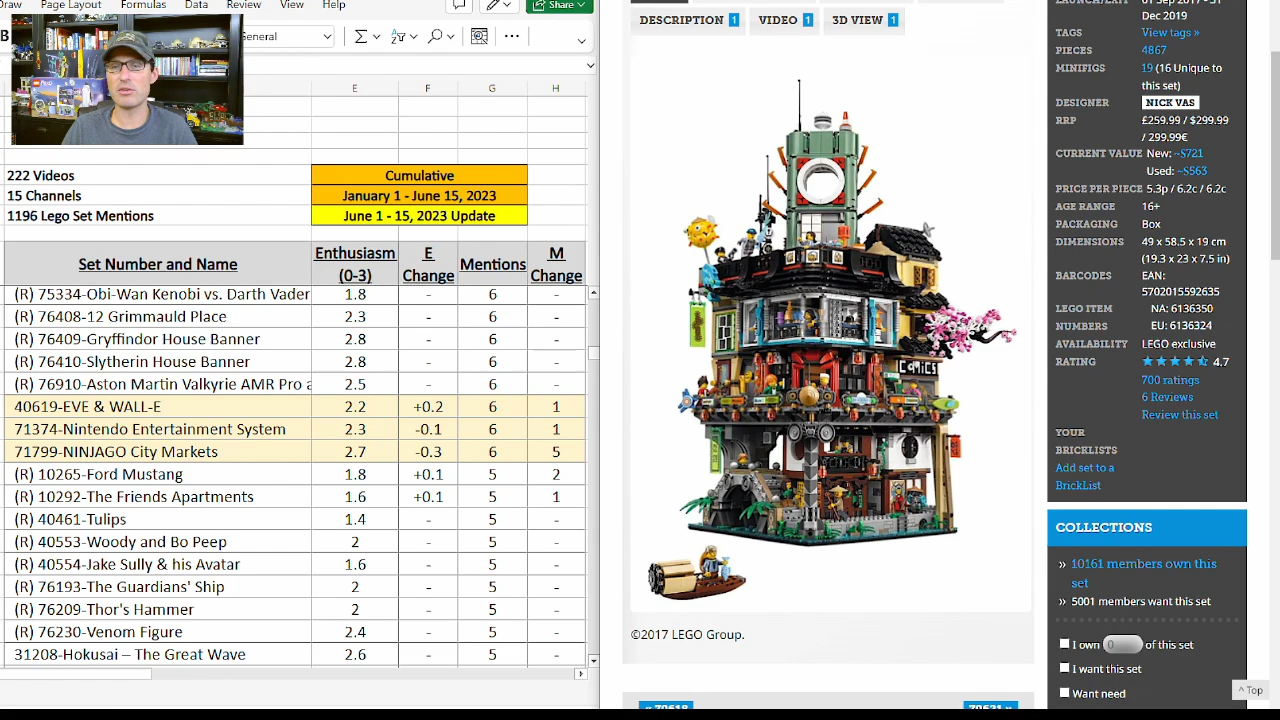 Draw Page Layout Formulas Data Review View Help
Share
B
General
E F G H
222 Videos
15 Channels
1196 Lego Set Mentions
Cumulative
January 1 - June 15, 2023
June 1 - 15, 2023 Update
Set Number and Name Enthusiasm (0-3) E Change Mentions M Change
(R) 75334-Obi-Wan Kenobi vs. Darth Vader 1.8 - 6 -
(R) 76408-12 Grimmauld Place 2.3 - 6 -
(R) 76409-Gryffindor House Banner 2.8 - 6 -
(R) 76410-Slytherin House Banner 2.8 - 6 -
(R) 76910-Aston Martin Valkyrie AMR Pro a 2.5 - 6 -
40619-EVE & WALL-E 2.2 +0.2 6 1
71374-Nintendo Entertainment System 2.3 -0.1 6 1
71799-NINJAGO City Markets 2.7 -0.3 6 5
(R) 10265-Ford Mustang 1.8 +0.1 5 2
(R) 10292-The Friends Apartments 1.6 +0.1 5 1
(R) 40461-Tulips 1.4 - 5 -
(R) 40553-Woody and Bo Peep 2 - 5 -
(R) 40554-Jake Sully & his Avatar 1.6 - 5 -
(R) 76193-The Guardians' Ship 2 - 5 -
(R) 76209-Thor's Hammer 2 - 5 -
(R) 76230-Venom Figure 2.4 - 5 -
31208-Hokusai – The Great Wave 2.6 - 5 -
DESCRIPTION 1 VIDEO 1 3D VIEW 1
COMICS
©2017 LEGO Group.
« 70618 70621 »
LAUNCH/EXIT 01 Sep 2017 - 31
Dec 2019
TAGS View tags »
PIECES 4867
MINIFIGS 19 (16 Unique to
this set)
DESIGNER NICK VAS
RRP £259.99 / $299.99
/ 299.99€
CURRENT VALUE New: ~$721
Used: ~$563
PRICE PER PIECE 5.3p / 6.2c / 6.2c
AGE RANGE 16+
PACKAGING Box
DIMENSIONS 49 x 58.5 x 19 cm
(19.3 x 23 x 7.5 in)
BARCODES EAN:
5702015592635
LEGO ITEM NA: 6136350
NUMBERS EU: 6136324
AVAILABILITY LEGO exclusive
RATING 4.7
700 ratings
6 Reviews
Review this set
YOUR
BRICKLISTS
Add set to a
BrickList
COLLECTIONS
» 10161 members own this
set
» 5001 members want this set
I own 0 of this set
I want this set
Want need
^ Top